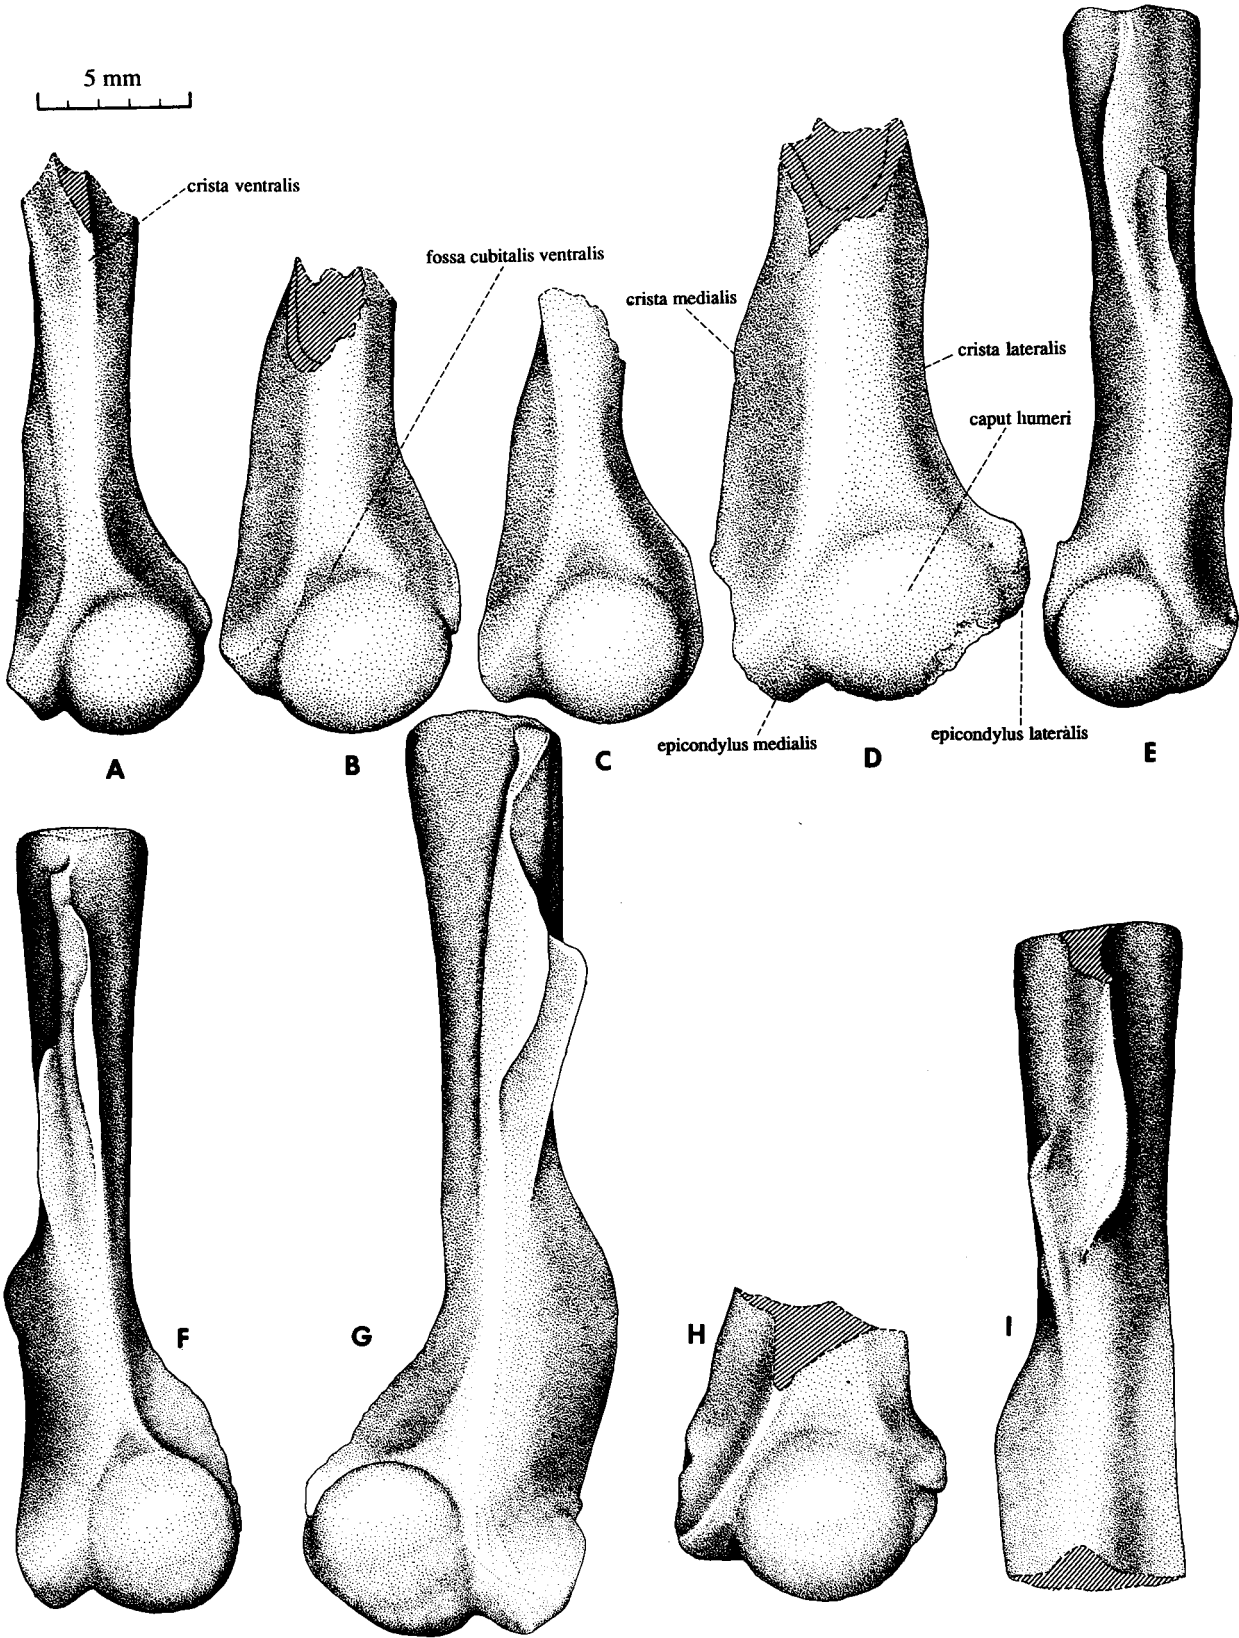 5 mm
crista ventralis
fossa cubitalis ventralis
crista medialis
crista lateralis
caput humeri
epicondylus medialis
epicondylus lateralis
A
B
C
D
E
F
G
H
I